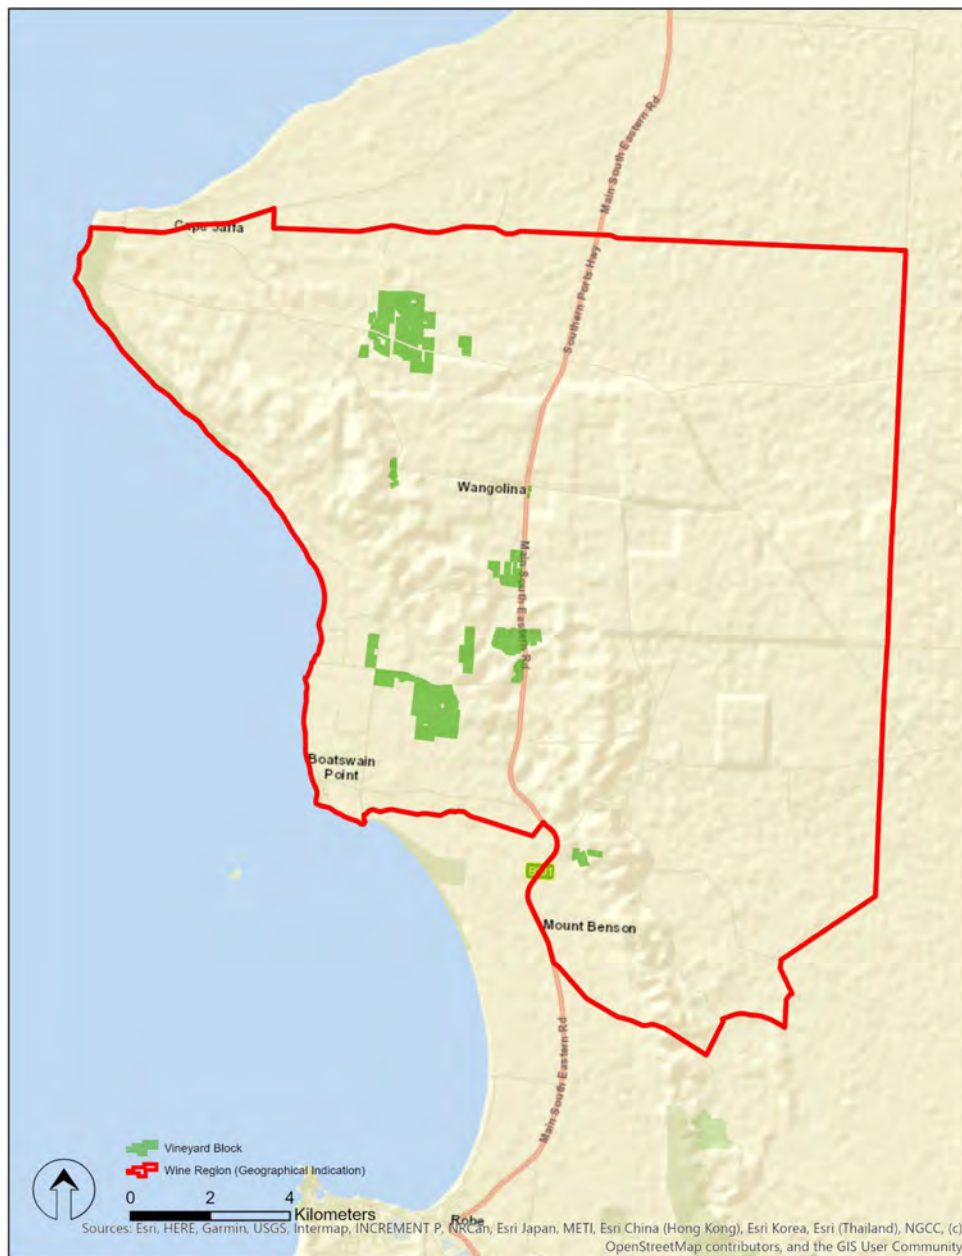 Main South Eastern Rd
Cape Jaffa
Southern Ports Hwy
Wangolina
Main South Eastern Rd
Boatswain
Point
Mount Benson
Main South Eastern Rd
Vineyard Block
Wine Region (Geographical Indication)
0 2 4
Kilometers
Robe
Sources: Esri, HERE, Garmin, USGS, Intermap, INCREMENT P, NRCan, Esri Japan, METI, Esri China (Hong Kong), Esri Korea, Esri (Thailand), NGCC, (c)
OpenStreetMap contributors, and the GIS User Community